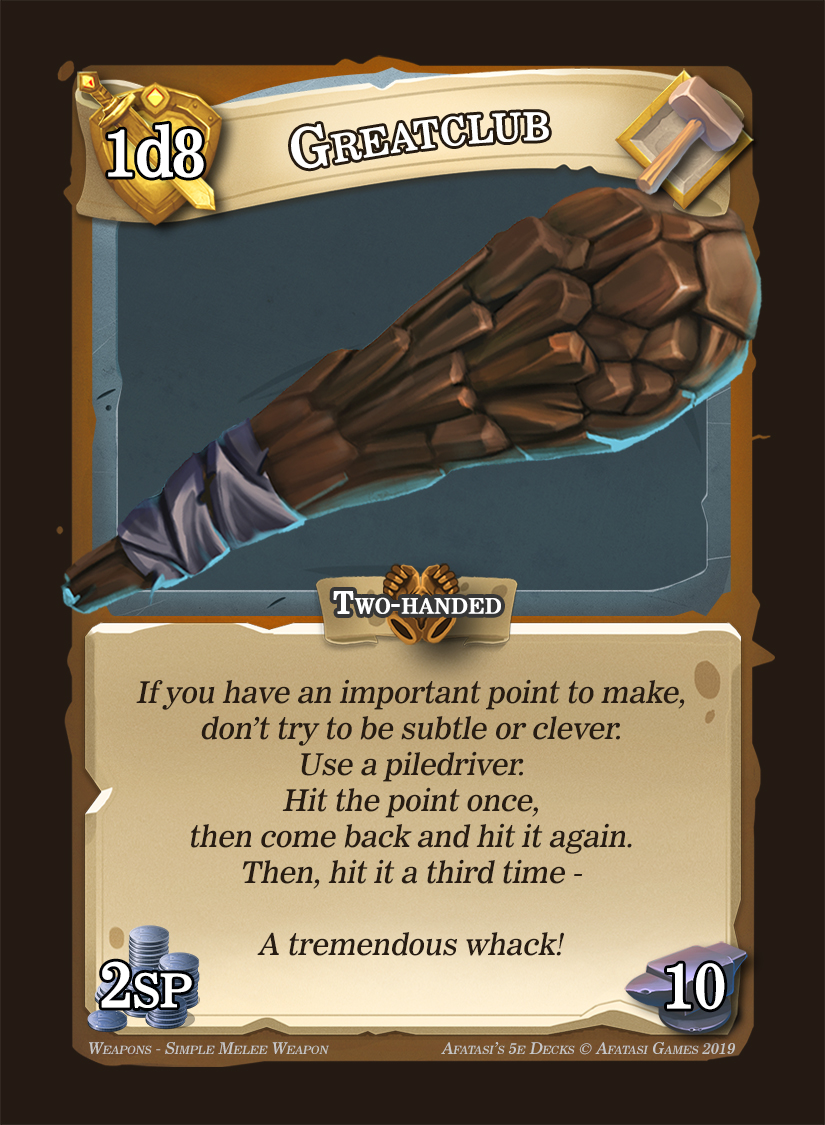 1d8
Greatclub
Two-handed
If you have an important point to make,
don't try to be subtle or clever.
Use a piledriver.
Hit the point once,
then come back and hit it again.
Then, hit it a third time -
A tremendous whack!
2SP
10
Weapons - Simple Melee Weapon
Afatasi's 5e Decks © Afatasi Games 2019